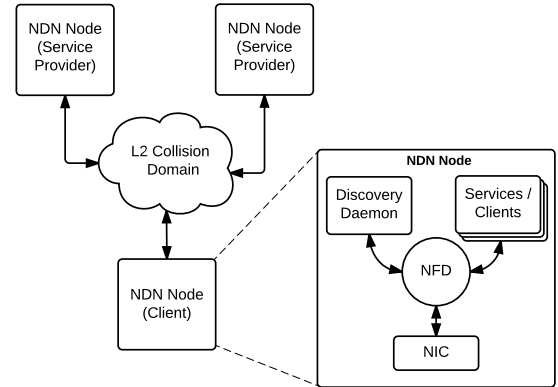 NDN Node
(Service
Provider)
NDN Node
(Service
Provider)
L2 Collision
Domain
NDN Node
(Client)
NDN Node
Discovery
Daemon
Services /
Clients
NFD
NIC